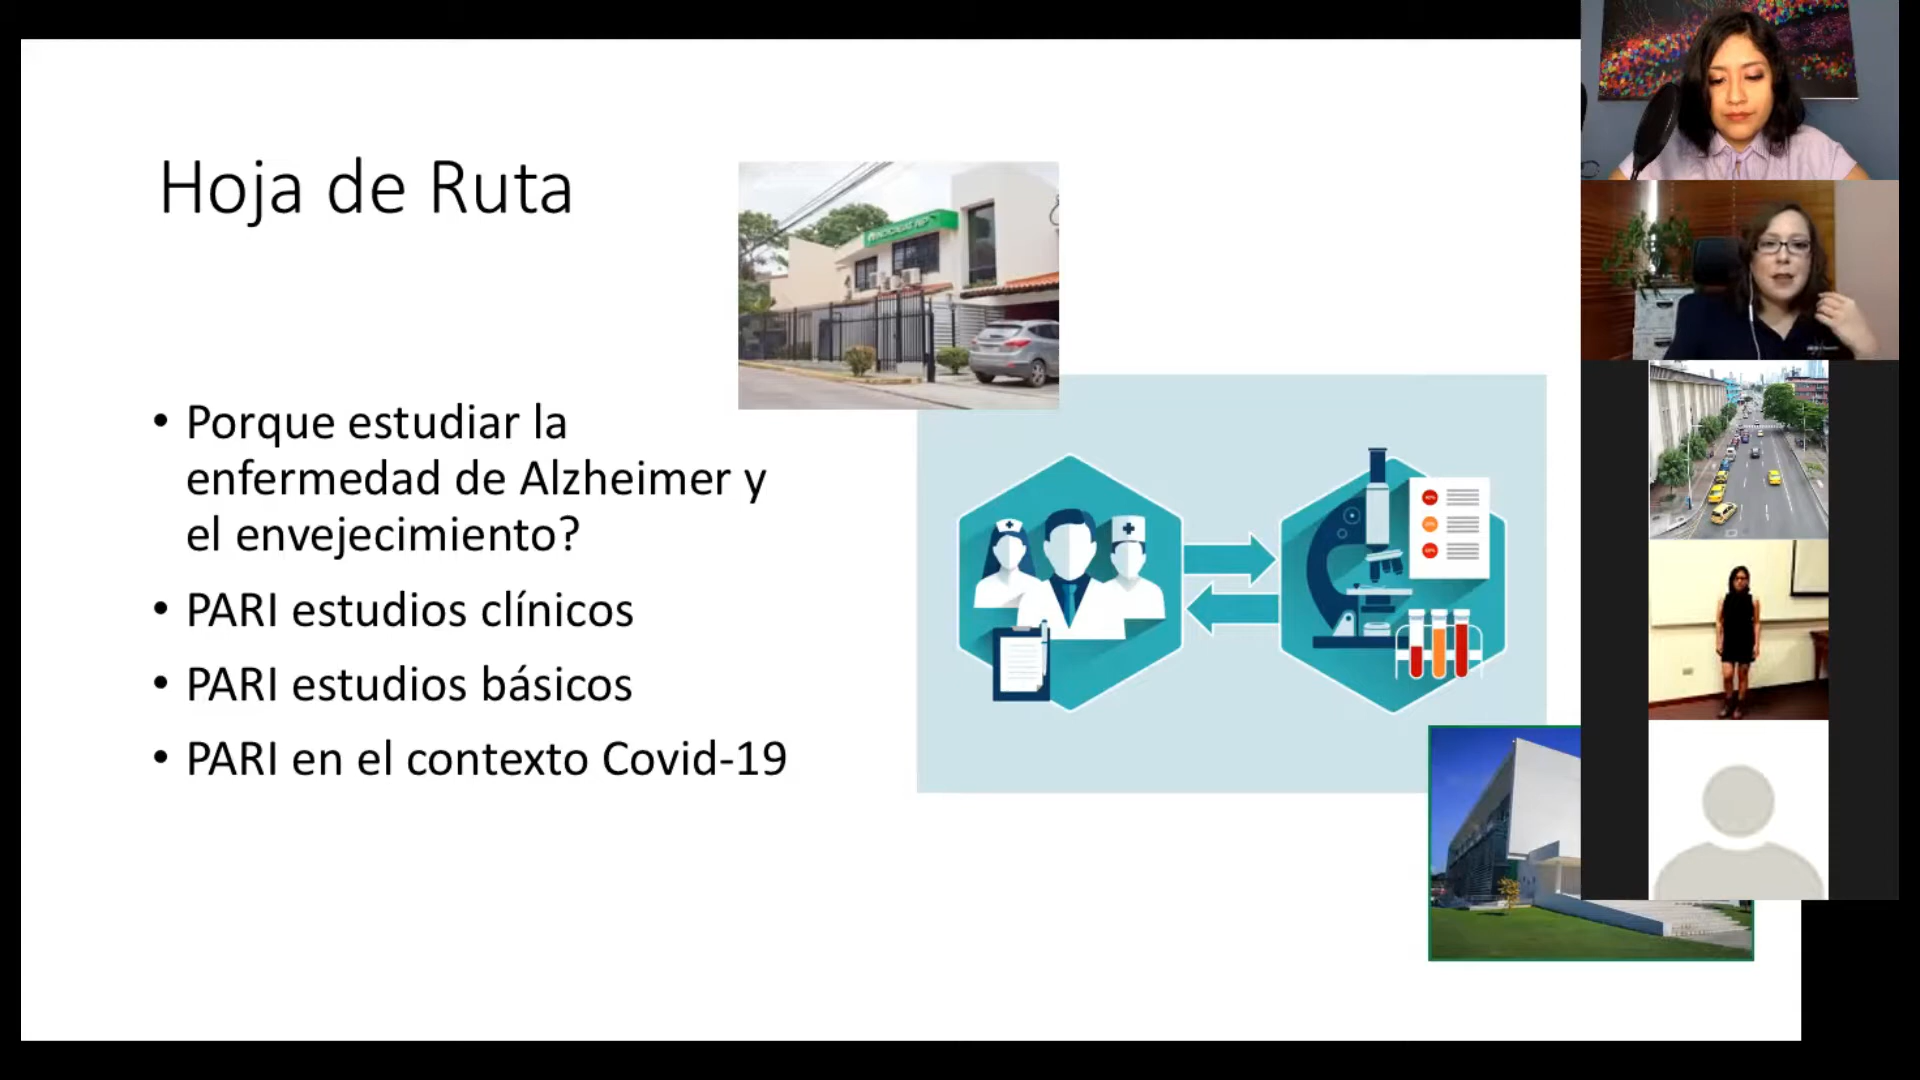 Hoja de Ruta
• Porque estudiar la
enfermedad de Alzheimer y
el envejecimiento?
• PARI estudios clínicos
• PARI estudios básicos
• PARI en el contexto Covid-19